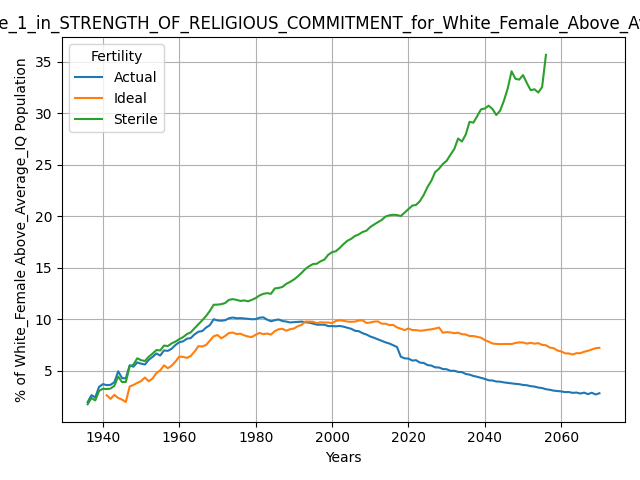 e_1_in_STRENGTH_OF_RELIGIOUS_COMMITMENT_for_White_Female_Above_A
Fertility
Actual
Ideal
Sterile
% of White_Female Above_Average_IQ Population
35
30
25
20
15
10
5
1940 1960 1980 2000 2020 2040 2060
Years